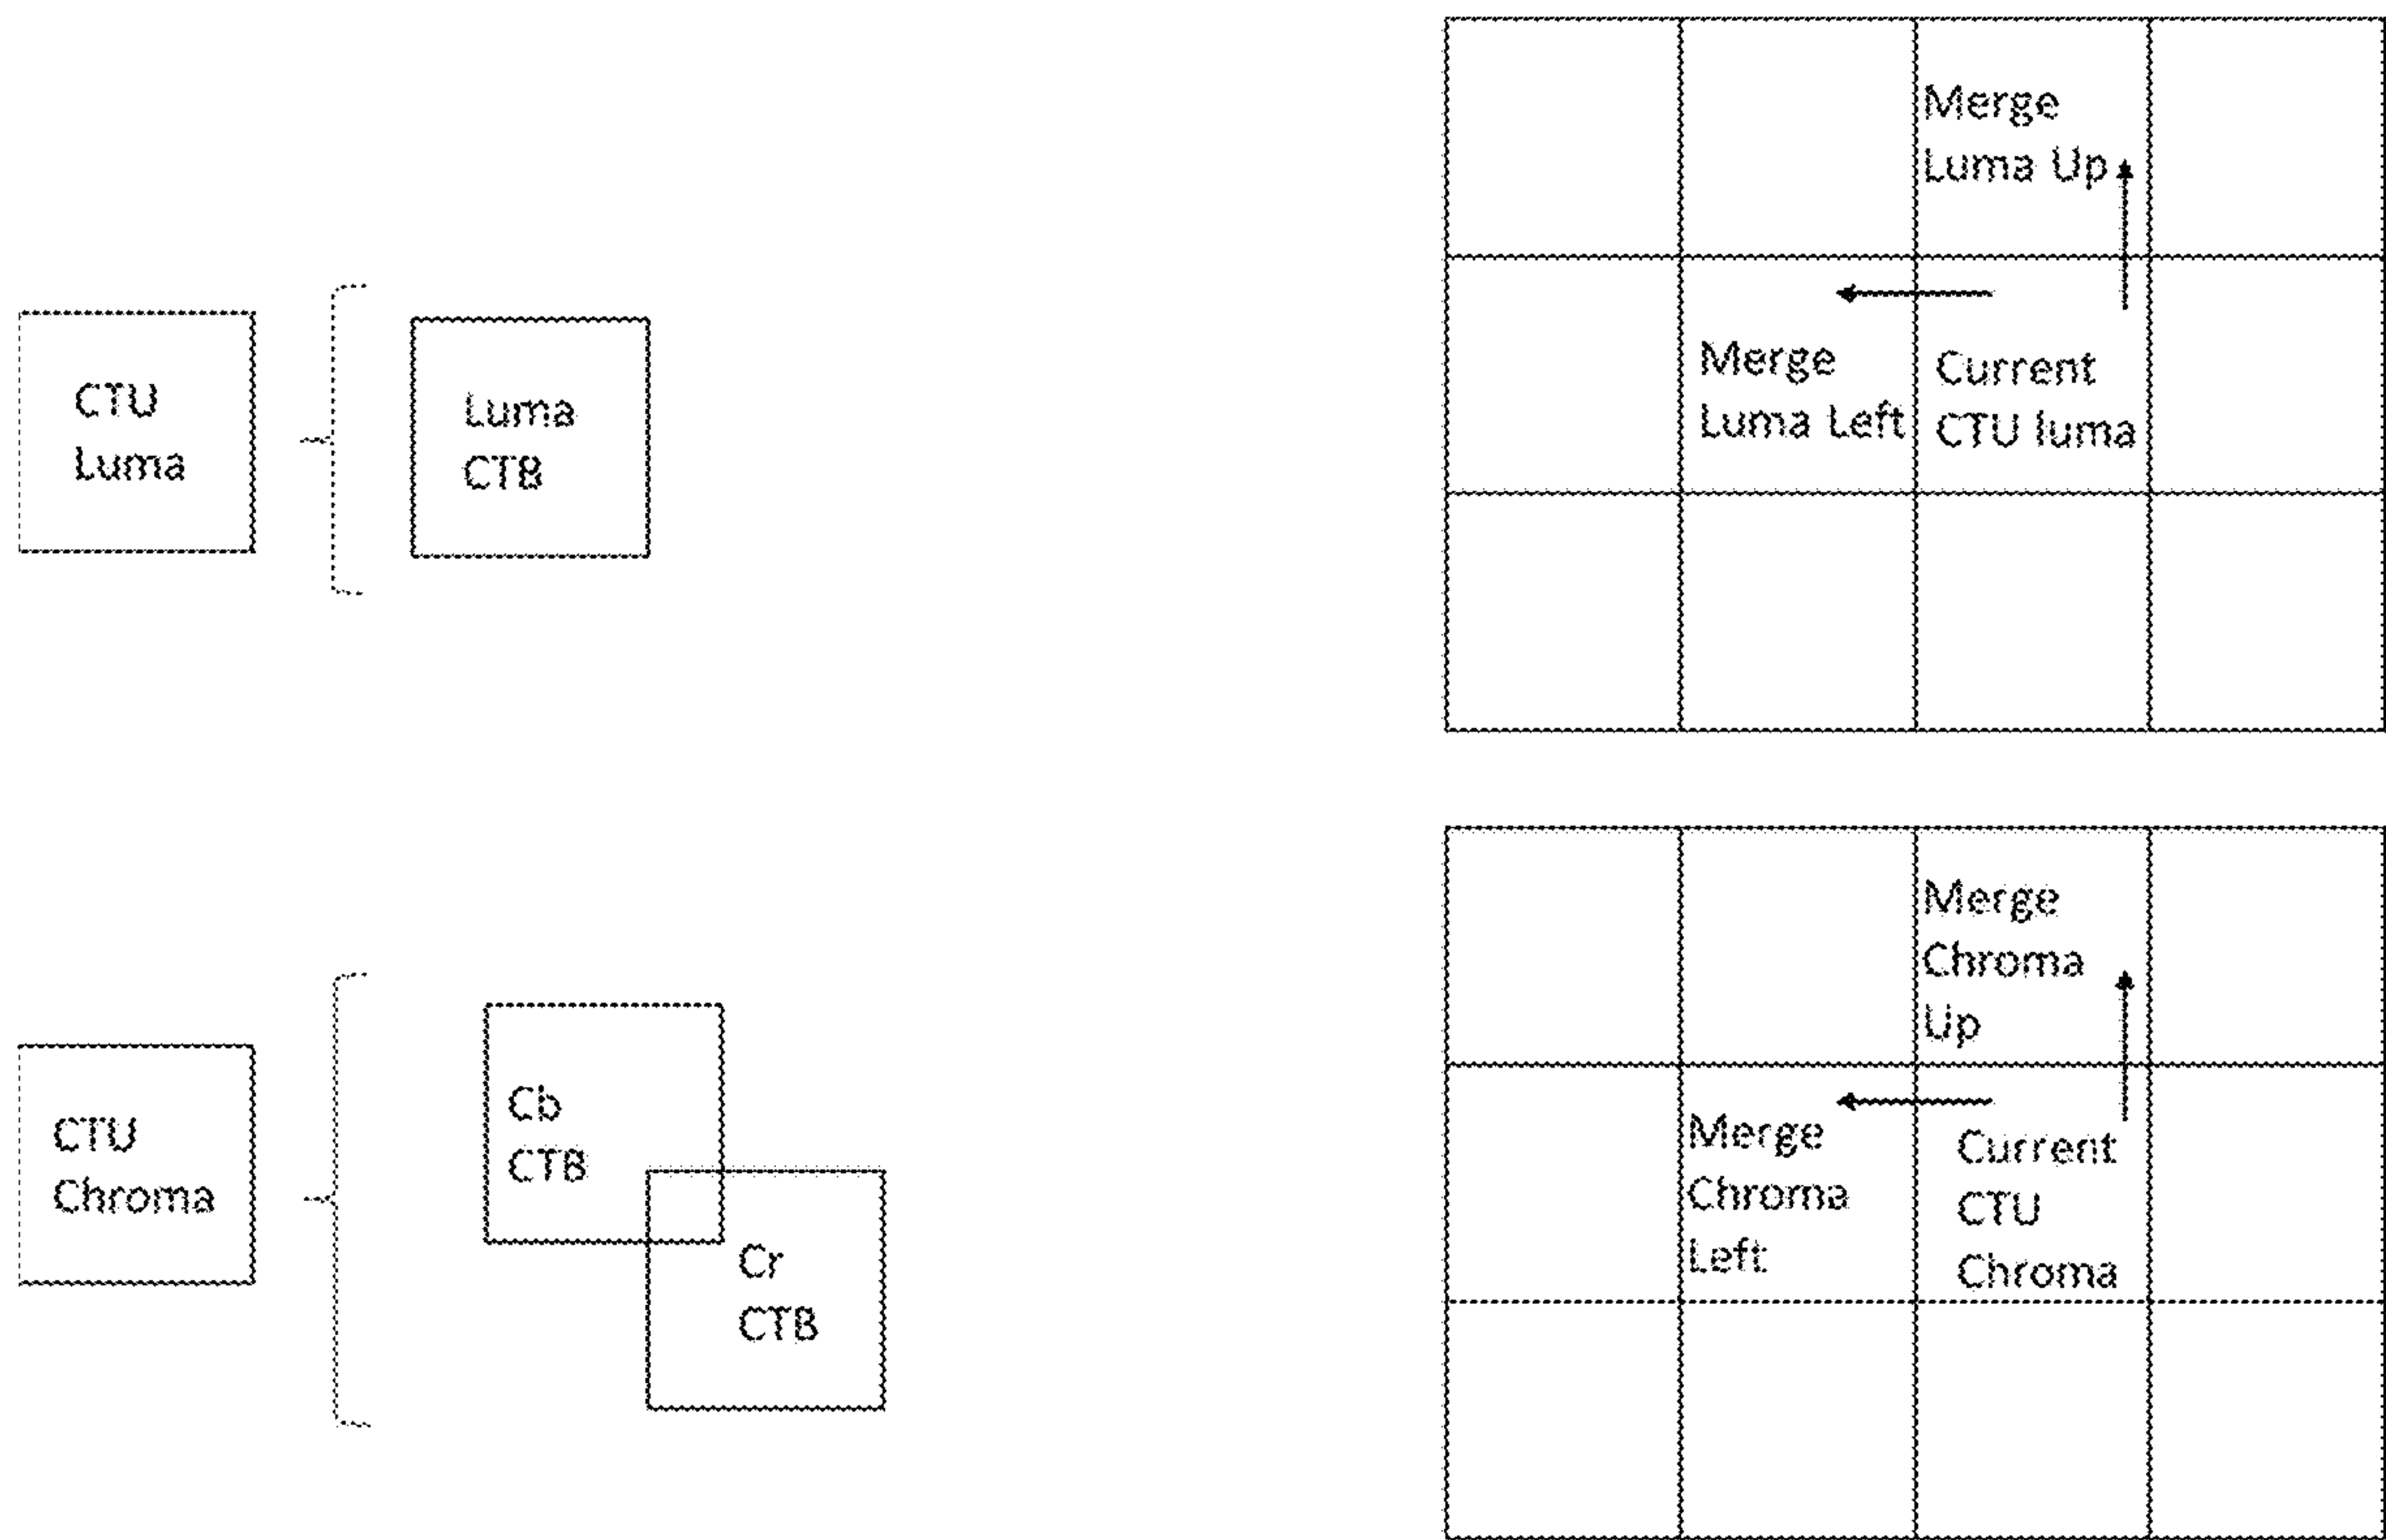 Merge
Luma Up
CTU
Luma
Luma
CTB
Merge
Luma Left
Current
CTU luma
Merge
Chroma
Up
CTU
Chroma
Cb
CTB
Cr
CTB
Merge
Chroma
Left
Current
CTU
Chroma